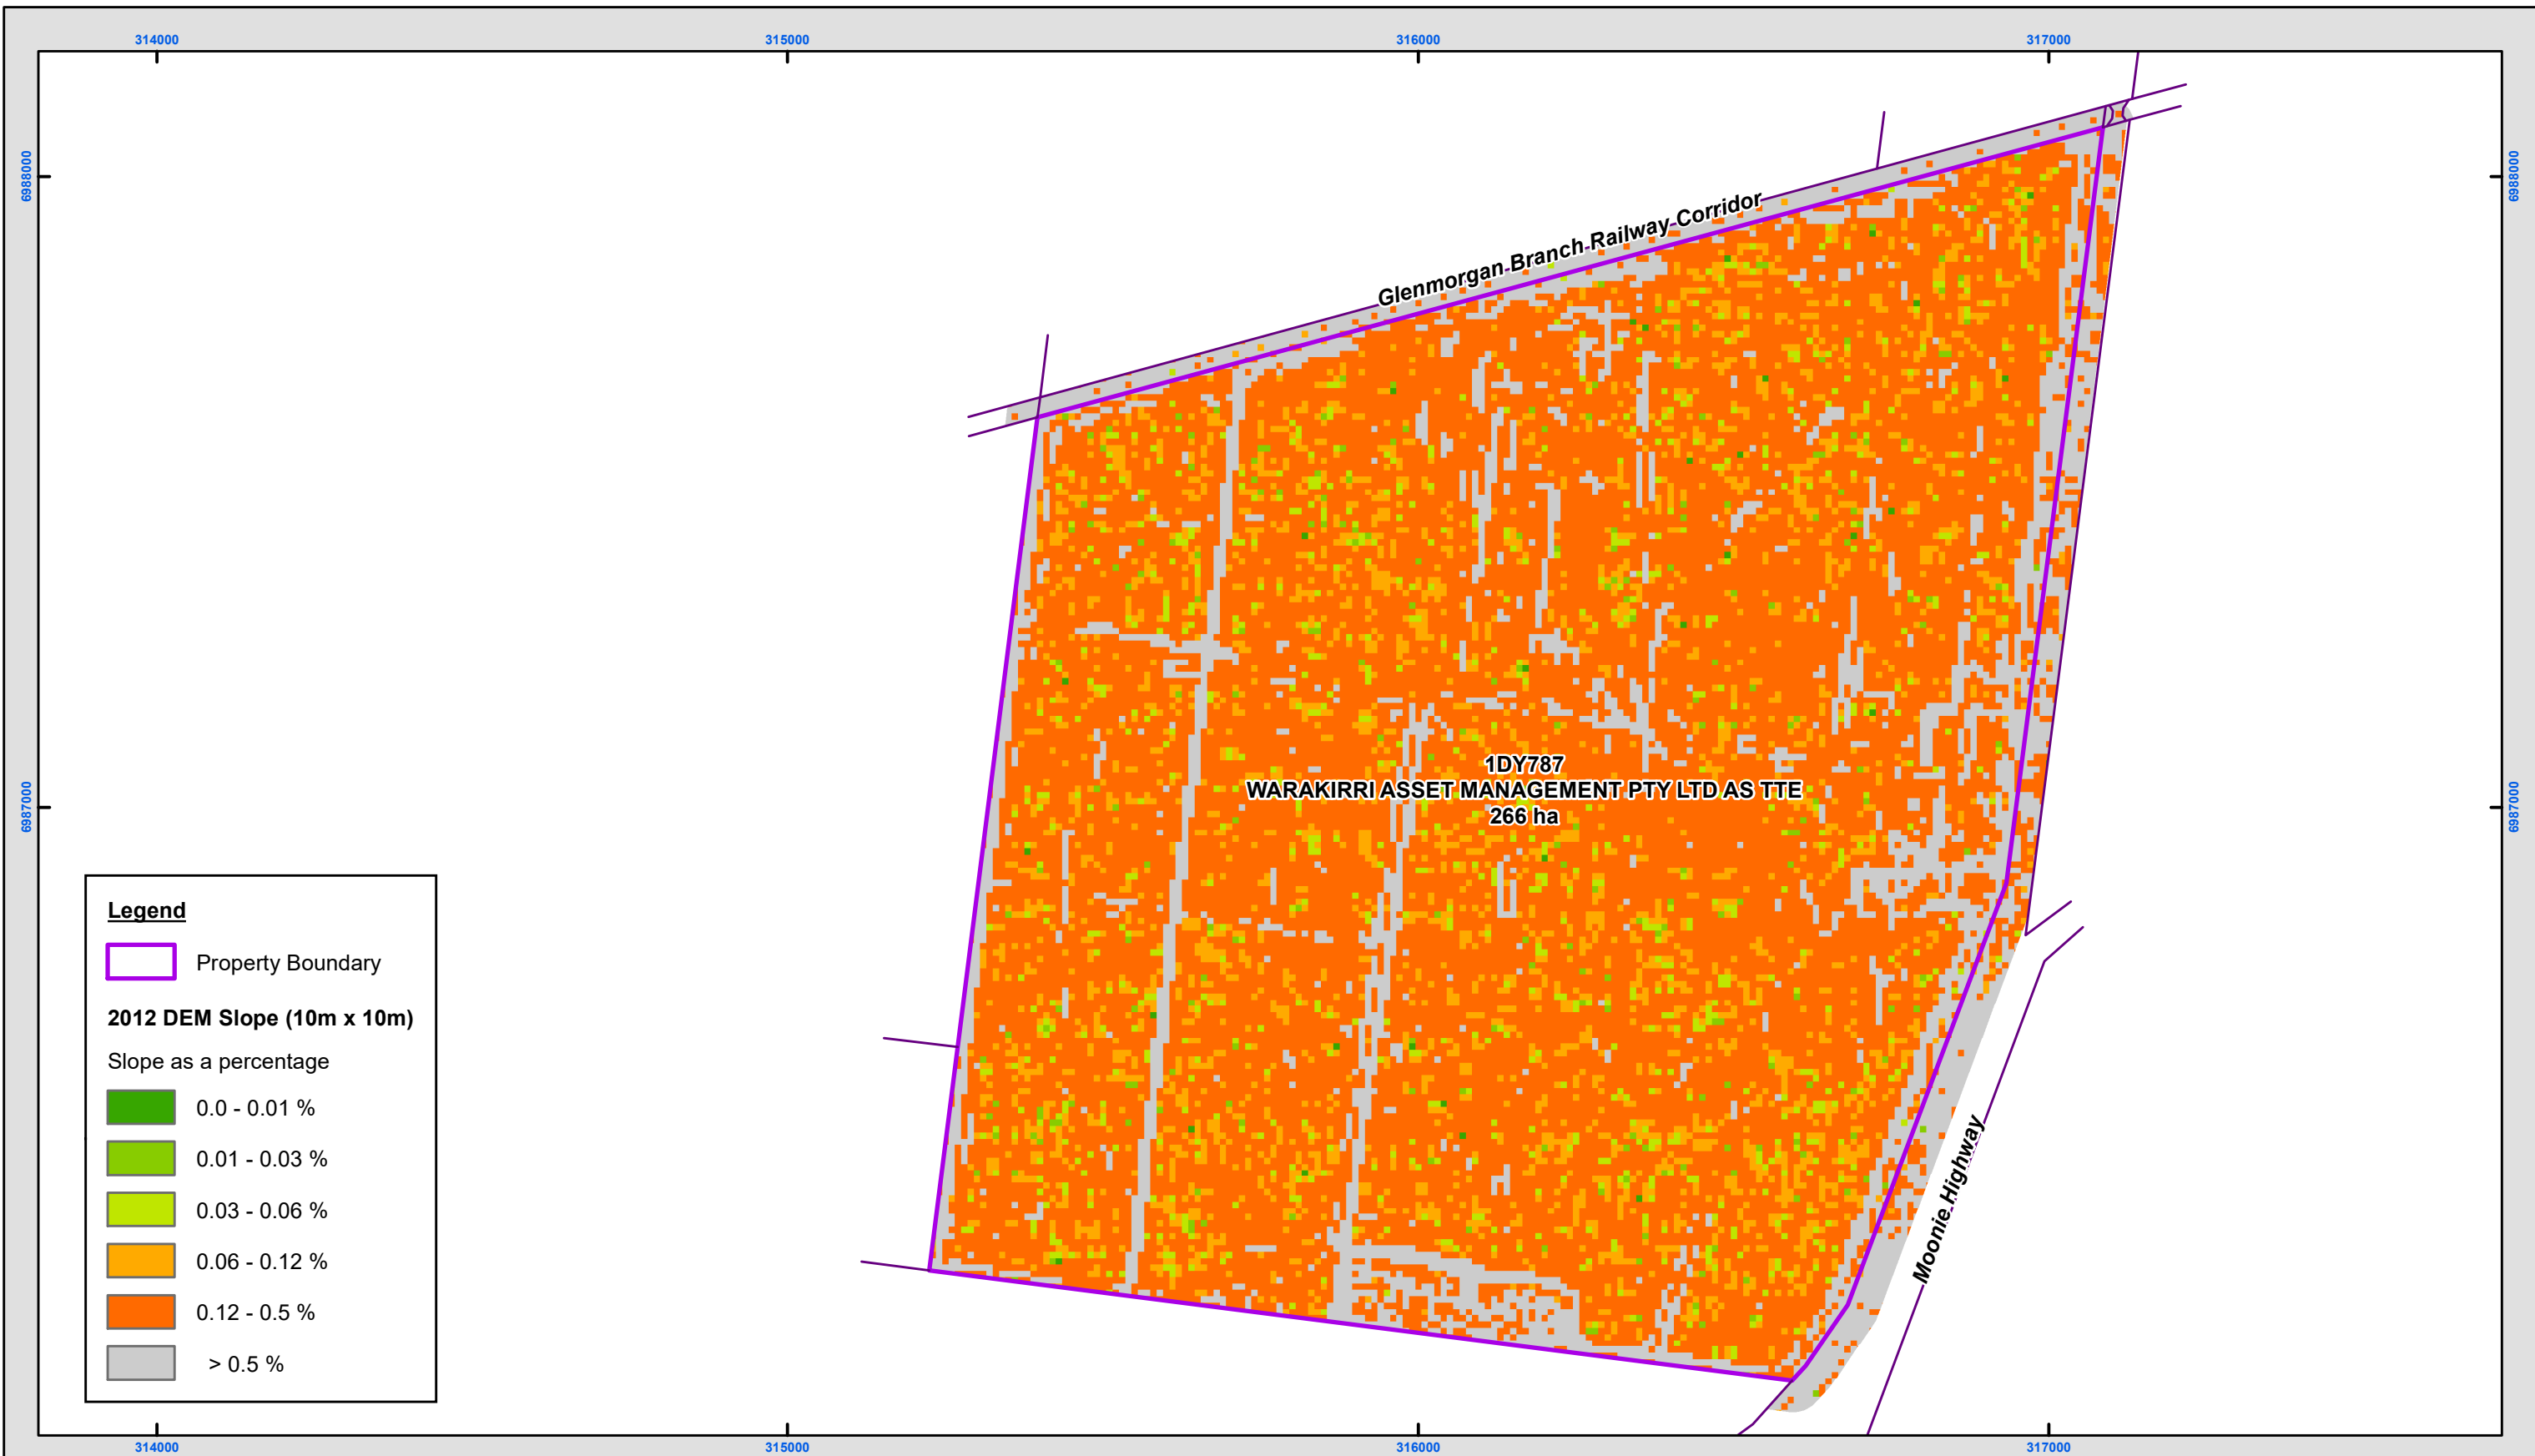 314000
315000
316000
317000
6988000
6988000
Glenmorgan Branch Railway Corridor
1DY787
WARAKIRRI ASSET MANAGEMENT PTY LTD AS TTE
266 ha
6987000
6987000
Moonie Highway
Legend
Property Boundary
2012 DEM Slope (10m x 10m)
Slope as a percentage
0.0 - 0.01 %
0.01 - 0.03 %
0.03 - 0.06 %
0.06 - 0.12 %
0.12 - 0.5 %
> 0.5 %
314000
315000
316000
317000